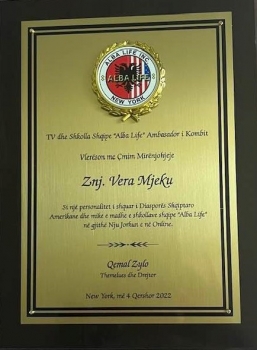 ALBA LIFE INC
ALBA LIFE
NEW YORK
TV dhe Shkolla Shqipe "Alba Life" Ambasador i Kombit
Vlerëson me Çmim Mirënjohjeje
Znj. Vera Mjeku
Si një personalitet i shquar i Diasporës Shqiptaro
Amerikane dhe mike e madhe e shkollave shqipe "Alba Life"
në gjithë Nju Jorkun e në Online.
Qemal Zylo
Themelues dhe Drejtor
New York, më 4 Qershor 2022